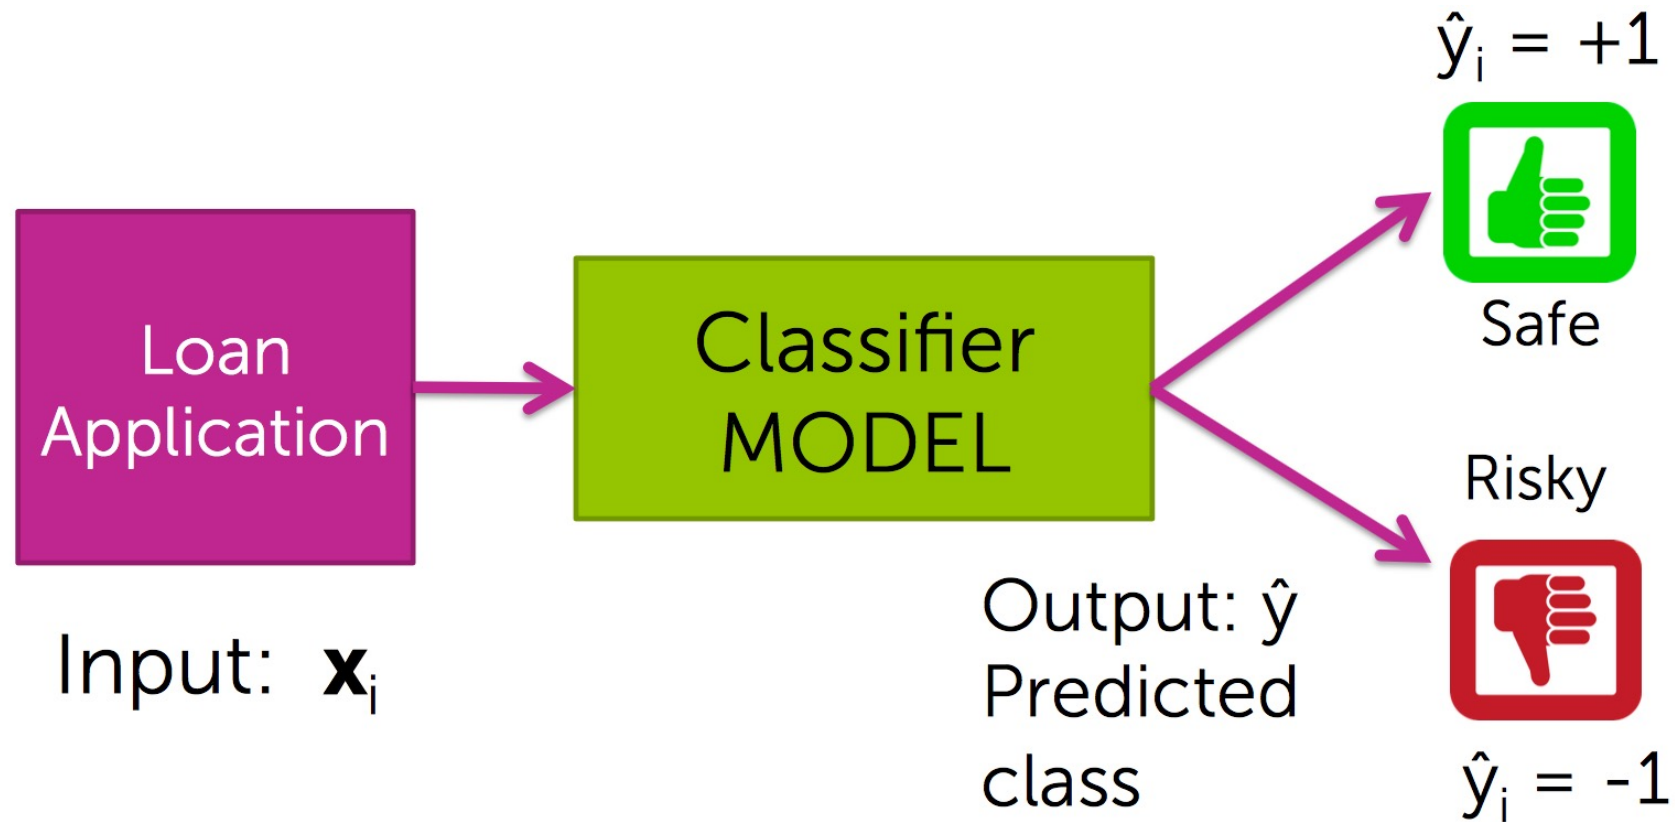 Loan
Application
Input: xᵢ
Classifier
MODEL
ŷᵢ = +1
Safe
Risky
Output: ŷ
Predicted
class
ŷᵢ = -1